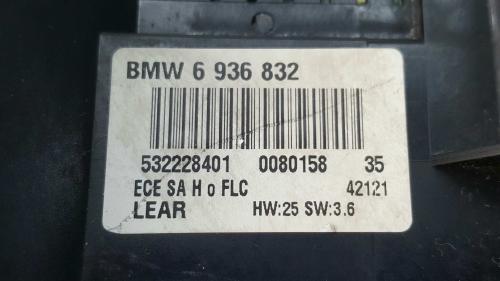 BMW 6 936 832
532228401 0080158 35
ECE SA H o FLC 42121
LEAR HW:25 SW:3.6